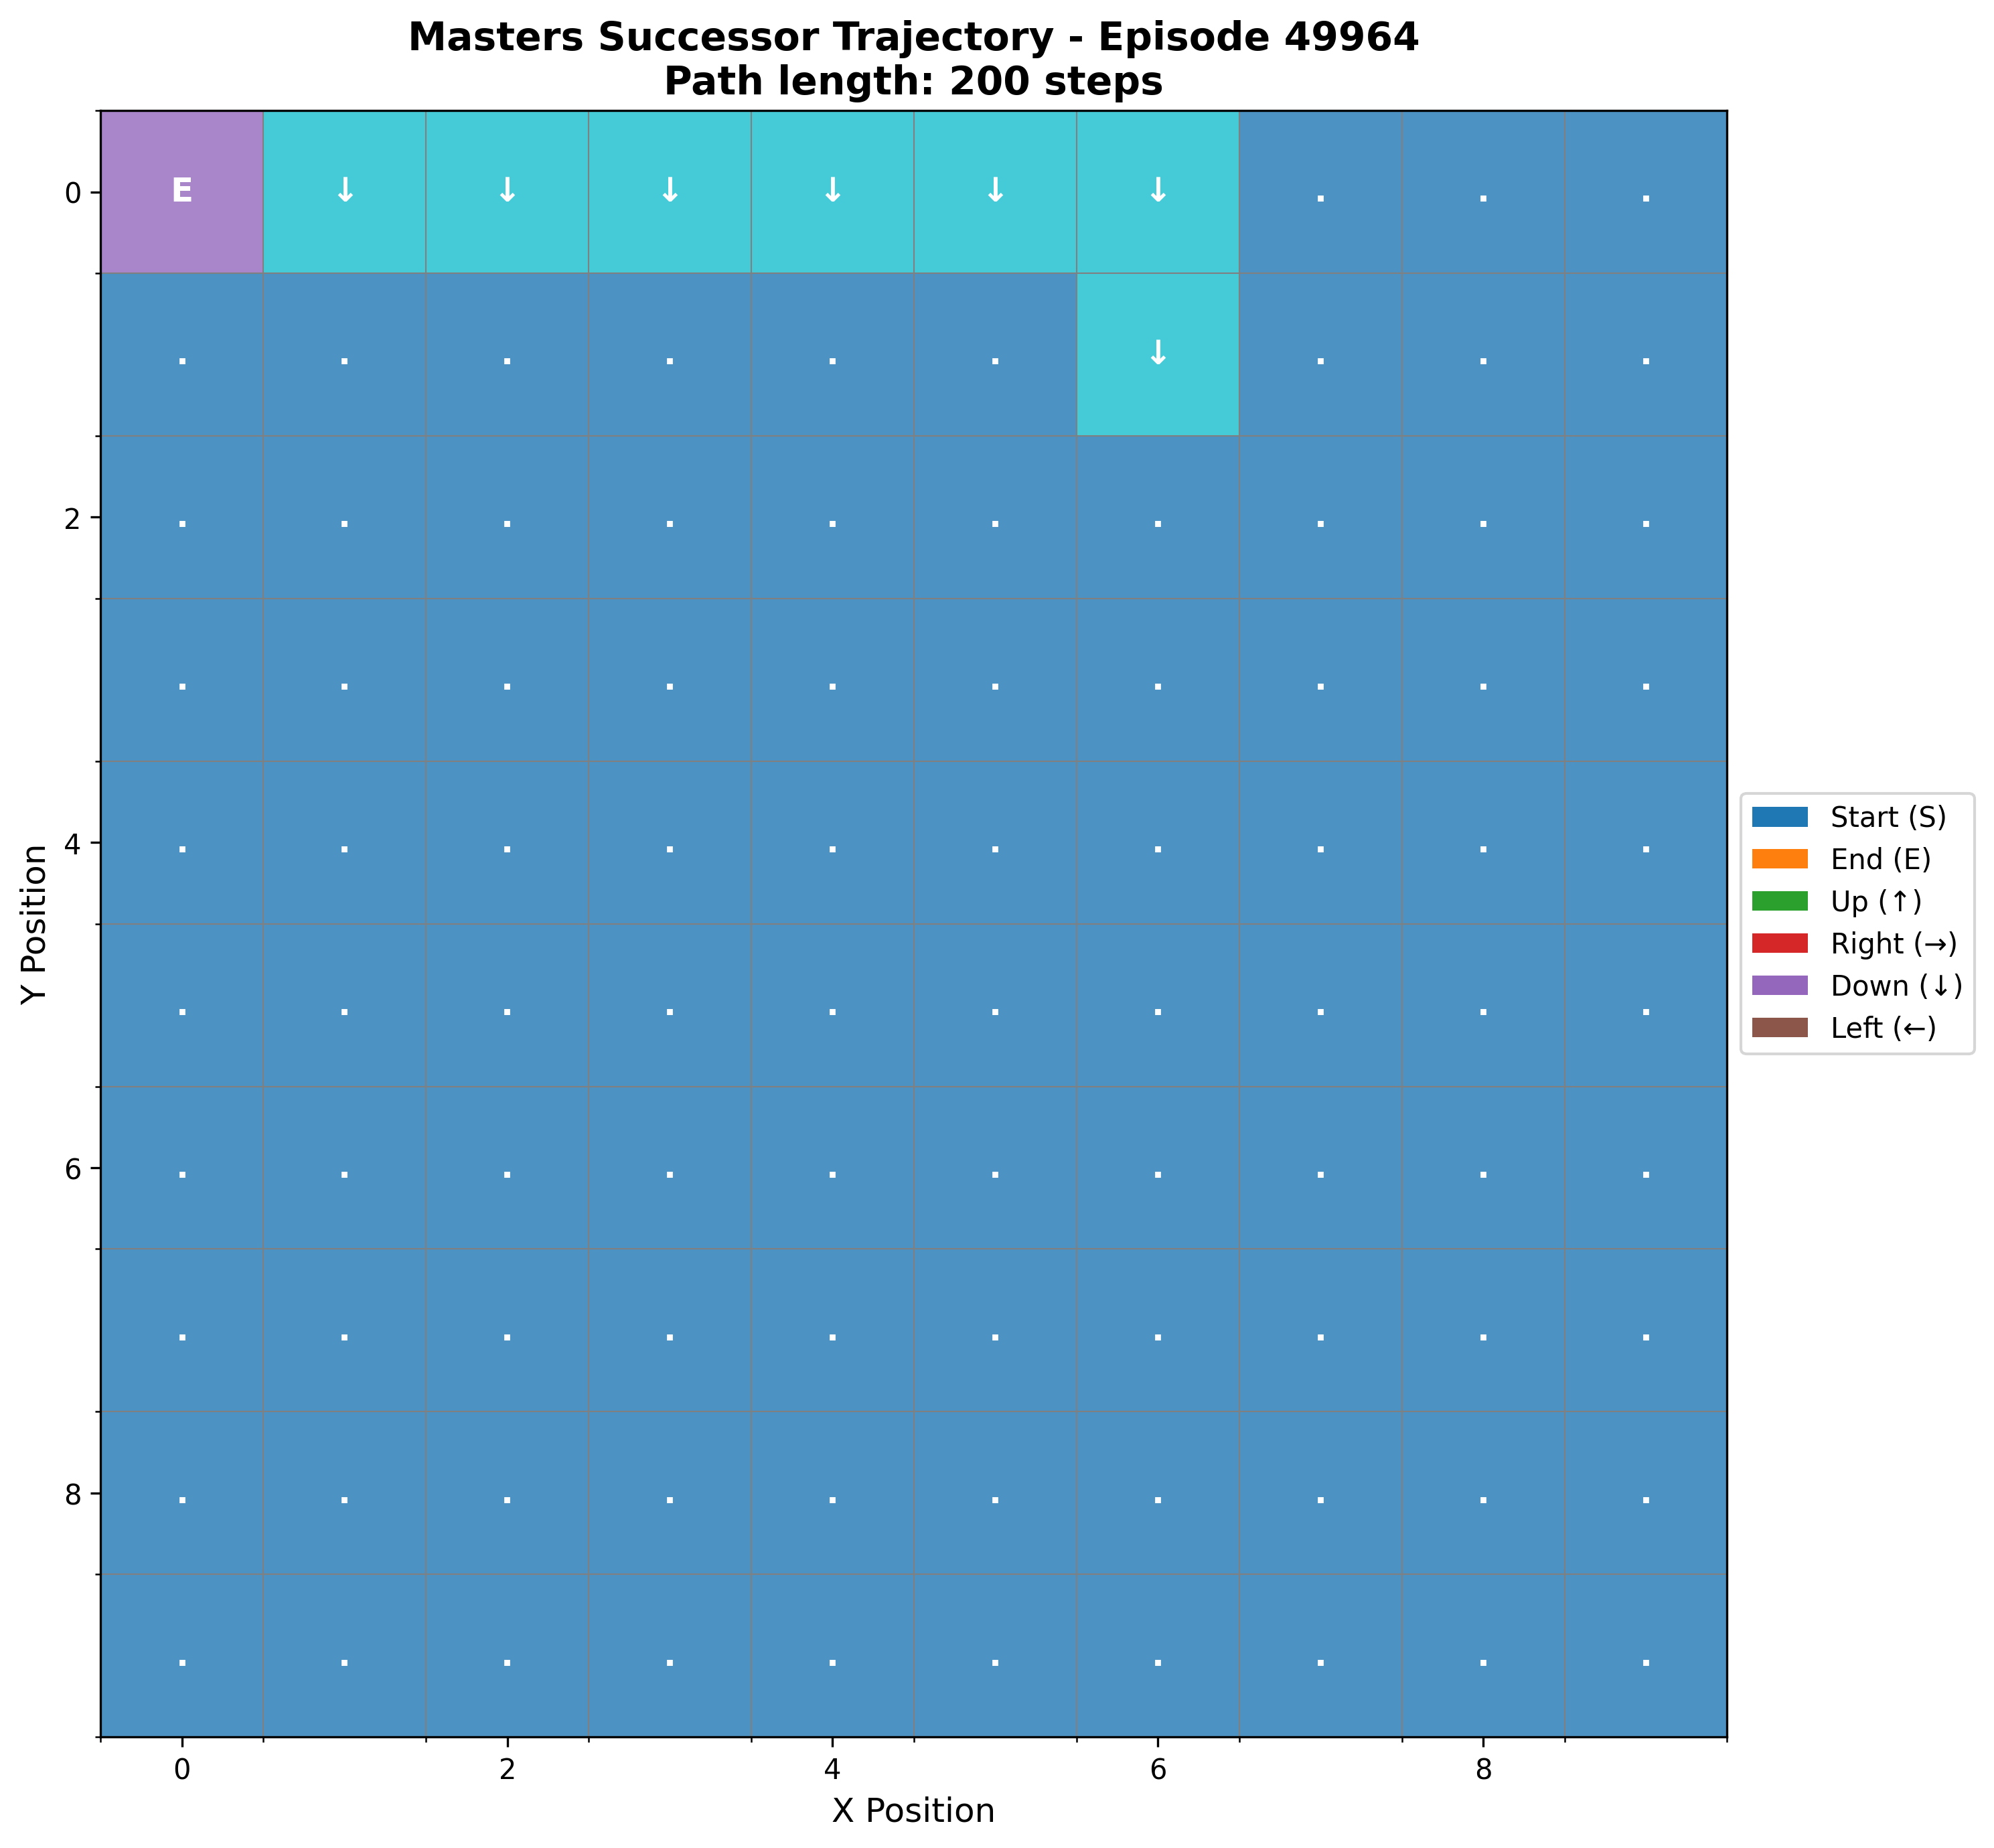 Masters Successor Trajectory - Episode 49964
Path length: 200 steps
0 E ↓ ↓ ↓ ↓ ↓ ↓ . . .
. . . . . . ↓ . . .
2 . . . . . . . . . .
. . . . . . . . . .
4 . . . . . . . . . .
. . . . . . . . . .
6 . . . . . . . . . .
. . . . . . . . . .
8 . . . . . . . . . .
. . . . . . . . . .
0 2 4 6 8
X Position
Y Position
Start (S)
End (E)
Up (↑)
Right (→)
Down (↓)
Left (←)